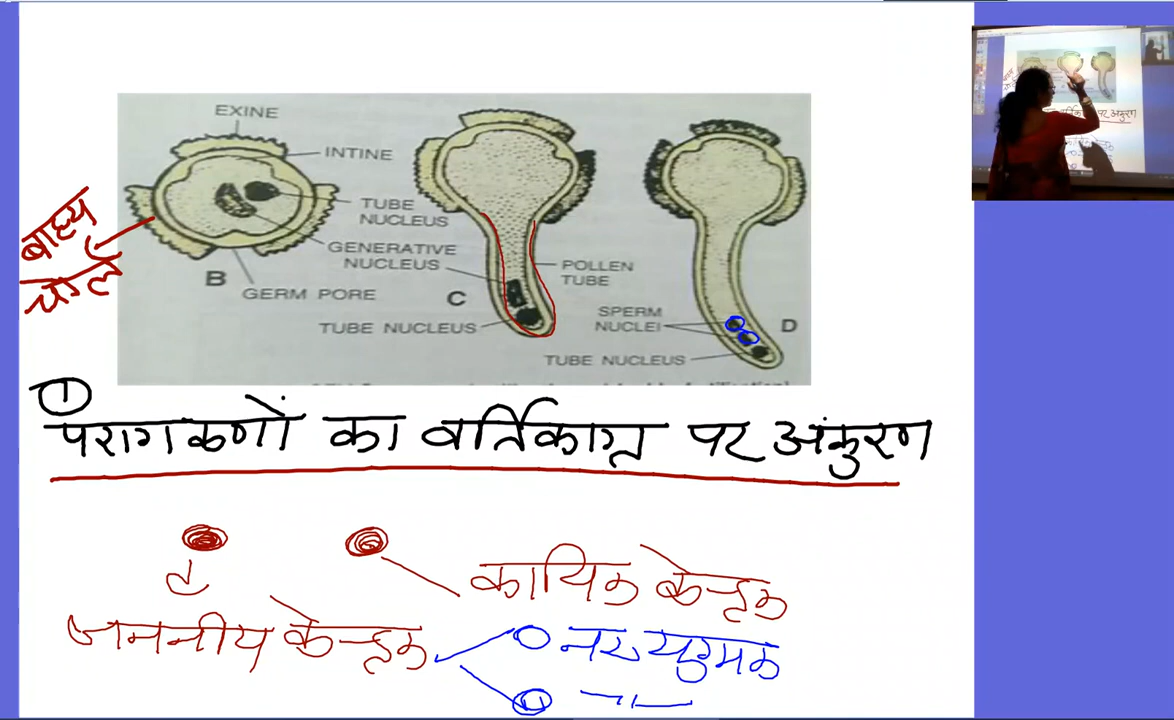 EXINE
INTINE
TUBE
NUCLEUS
GENERATIVE
NUCLEUS
B
GERM PORE
C
TUBE NUCLEUS
POLLEN
TUBE
SPERM
NUCLEI
D
TUBE NUCLEUS
बाह्य
चोल
1
परागकणों का वर्तिकाग्र पर अंकुरण
कायिक केन्द्रक
जननीय केन्द्रक
नर युग्मक